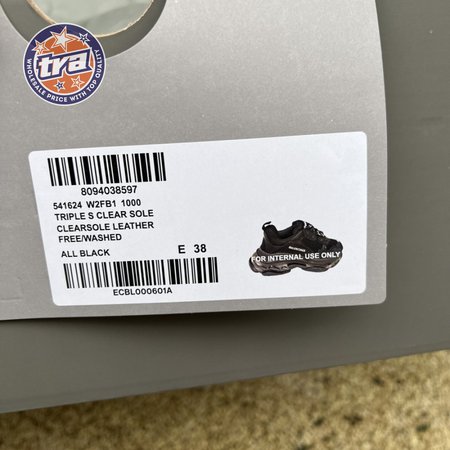 tra
WHOLESALE PRICE WITH TOP QUALITY
8094038597
541624 W2FB1 1000
TRIPLE S CLEAR SOLE
CLEARSOLE LEATHER
FREE/WASHED
ALL BLACK E 38
ECBL000601A
BALENCIAGA
FOR INTERNAL USE ONLY